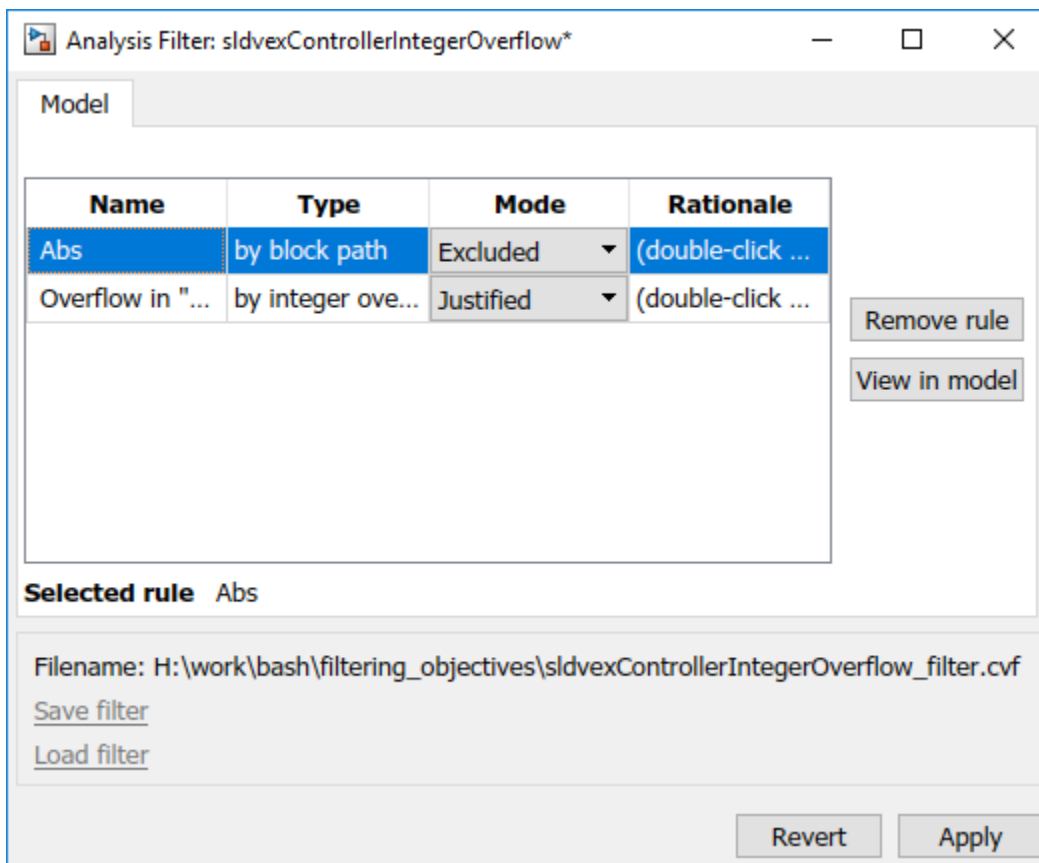 Analysis Filter: sldvexControllerIntegerOverflow*
Model
Name Type Mode Rationale
Abs by block path Excluded (double-click ...
Overflow in "... by integer ove... Justified (double-click ...
Remove rule
View in model
Selected rule Abs
Filename: H:\work\bash\filtering_objectives\sldvexControllerIntegerOverflow_filter.cvf
Save filter
Load filter
Revert Apply